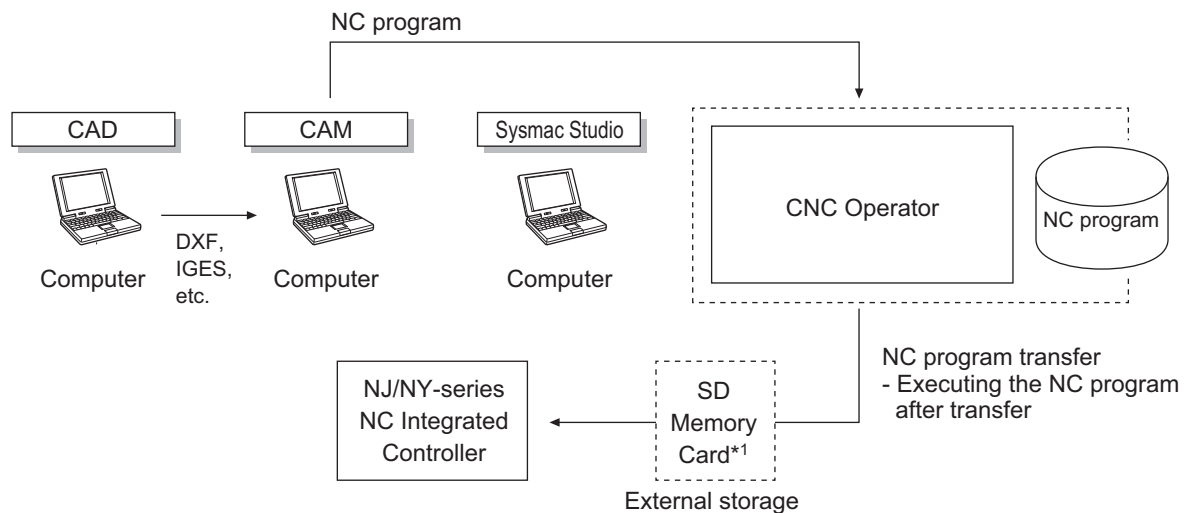 NC program
CAD
CAM
Sysmac Studio
CNC Operator
NC program
DXF,
IGES,
etc.
Computer
Computer
Computer
NC program transfer
- Executing the NC program
after transfer
NJ/NY-series
NC Integrated
Controller
SD
Memory
Card*1
External storage